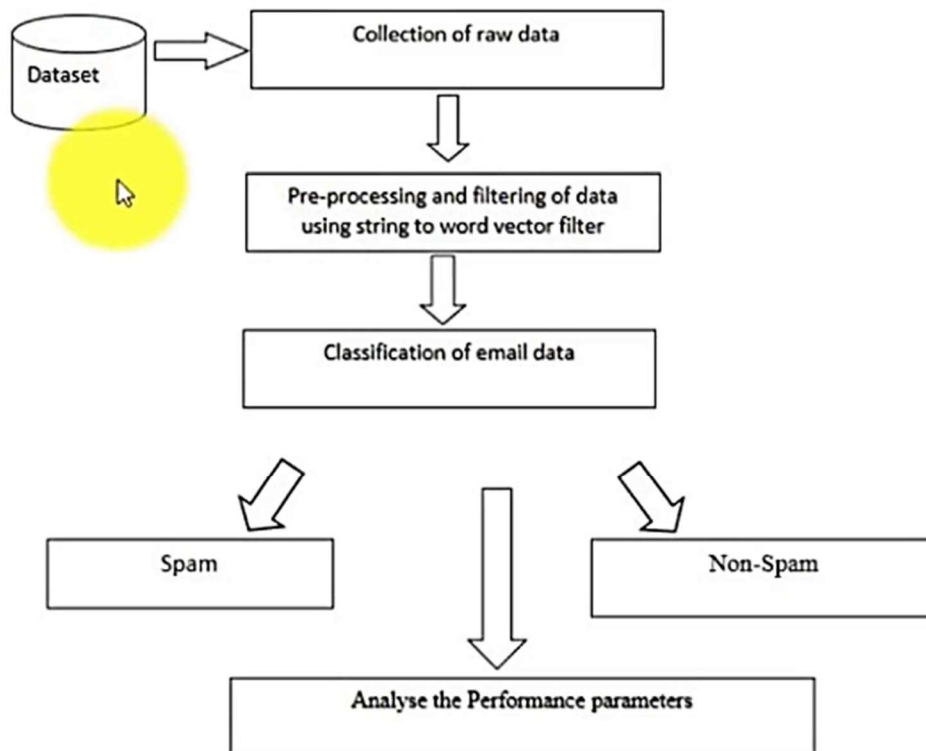 Dataset
Collection of raw data
Pre-processing and filtering of data
using string to word vector filter
Classification of email data
Spam
Non-Spam
Analyse the Performance parameters